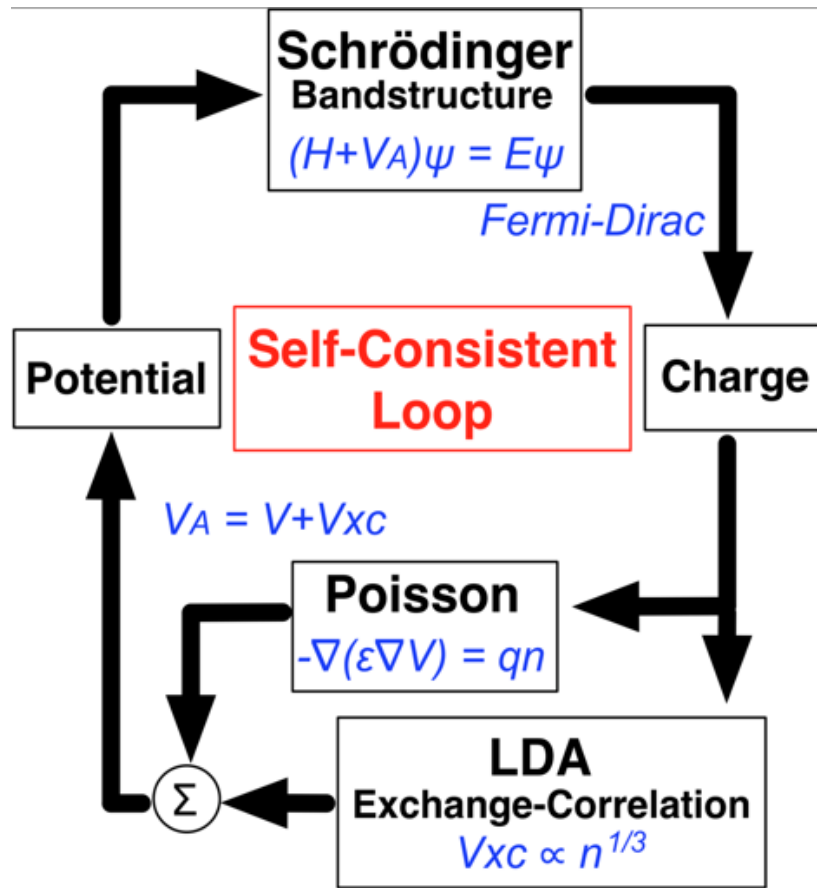 Schrödinger
Bandstructure
(H+VA)ψ = Eψ
Fermi-Dirac
Potential
Self-Consistent
Loop
Charge
VA = V+Vxc
Poisson
-∇(ε∇V) = qn
LDA
Exchange-Correlation
Vxc ∝ n^1/3
Σ